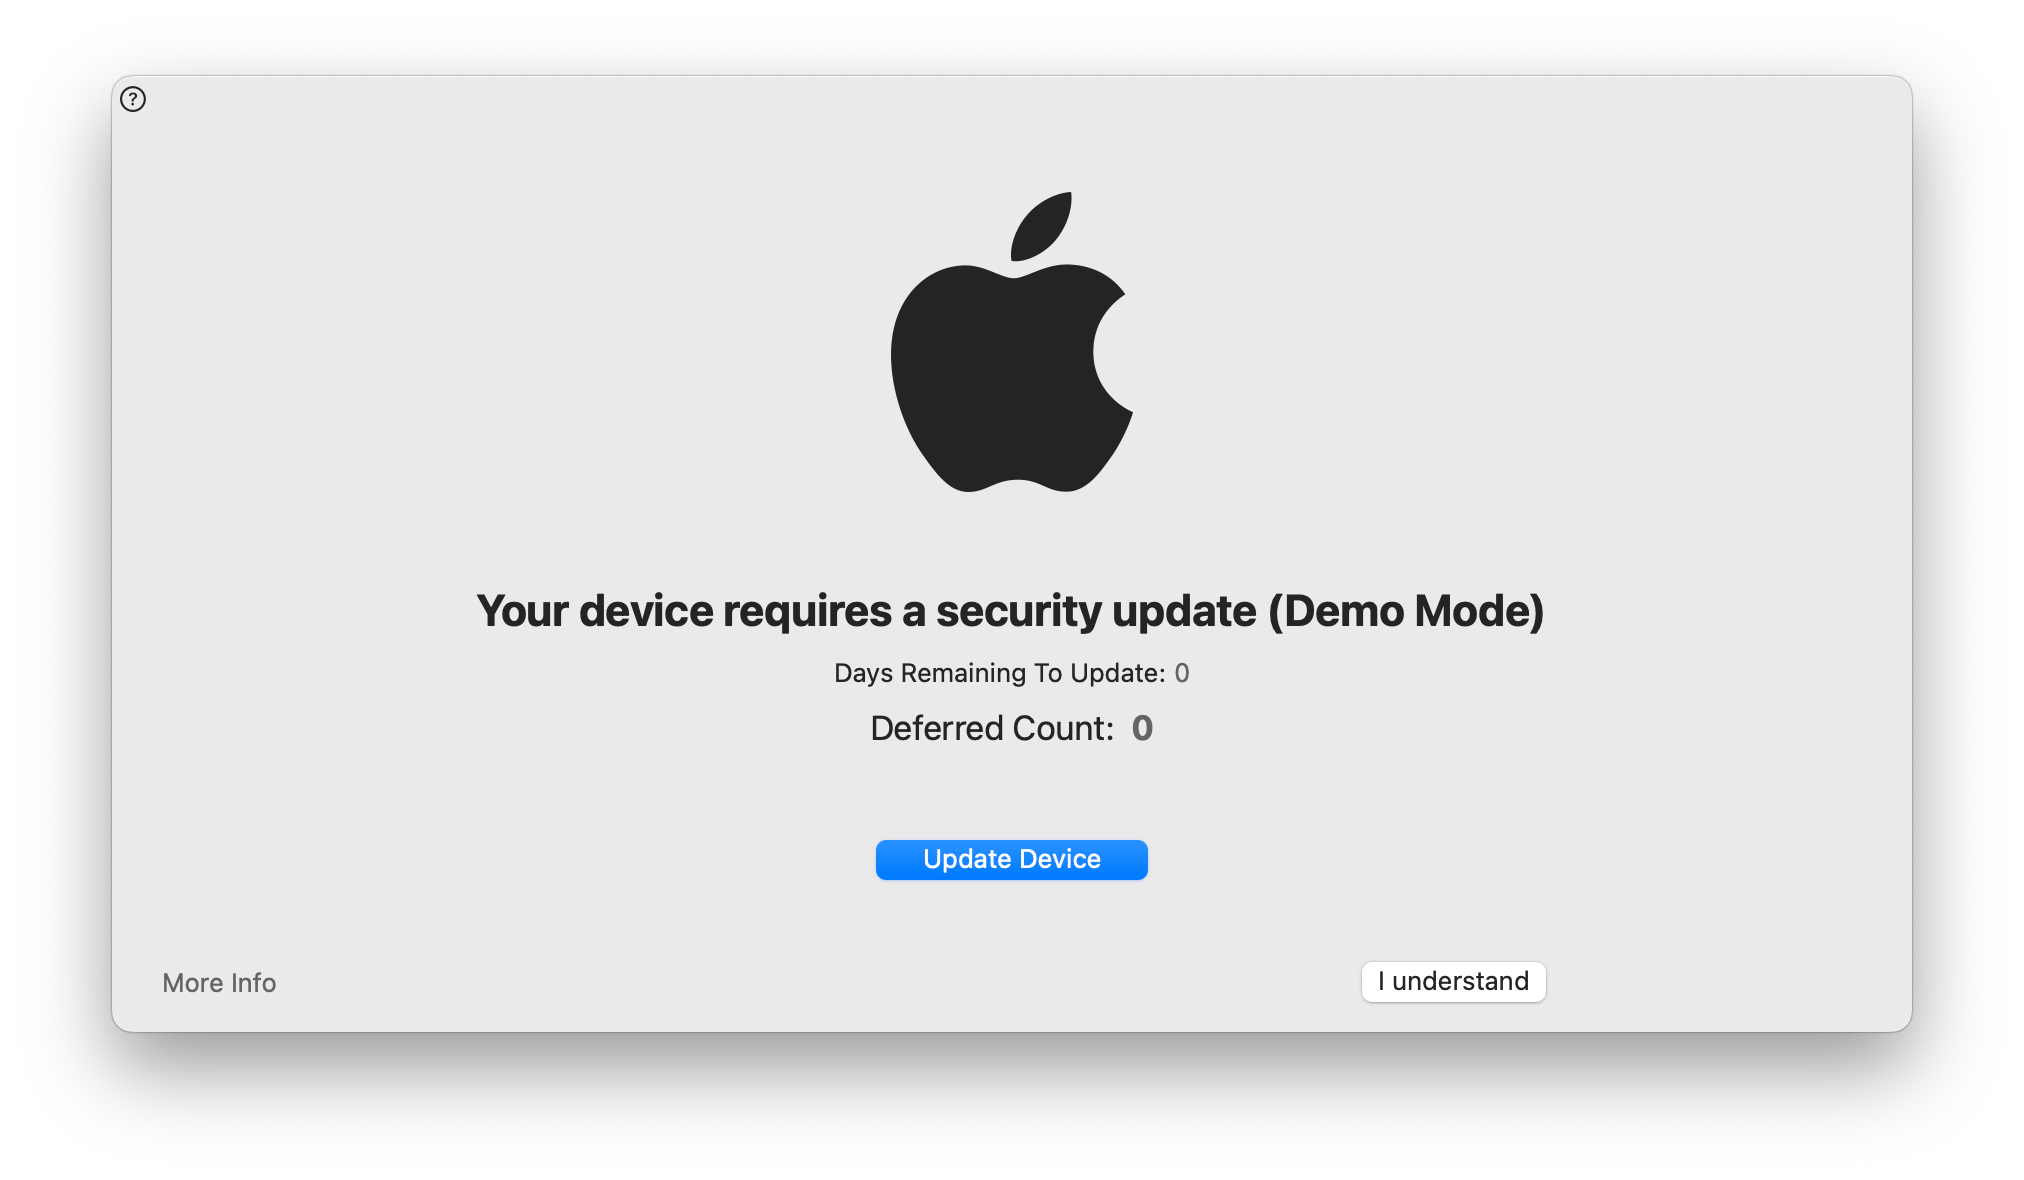 ?
Your device requires a security update (Demo Mode)
Days Remaining To Update: 0
Deferred Count: 0
Update Device
More Info
I understand